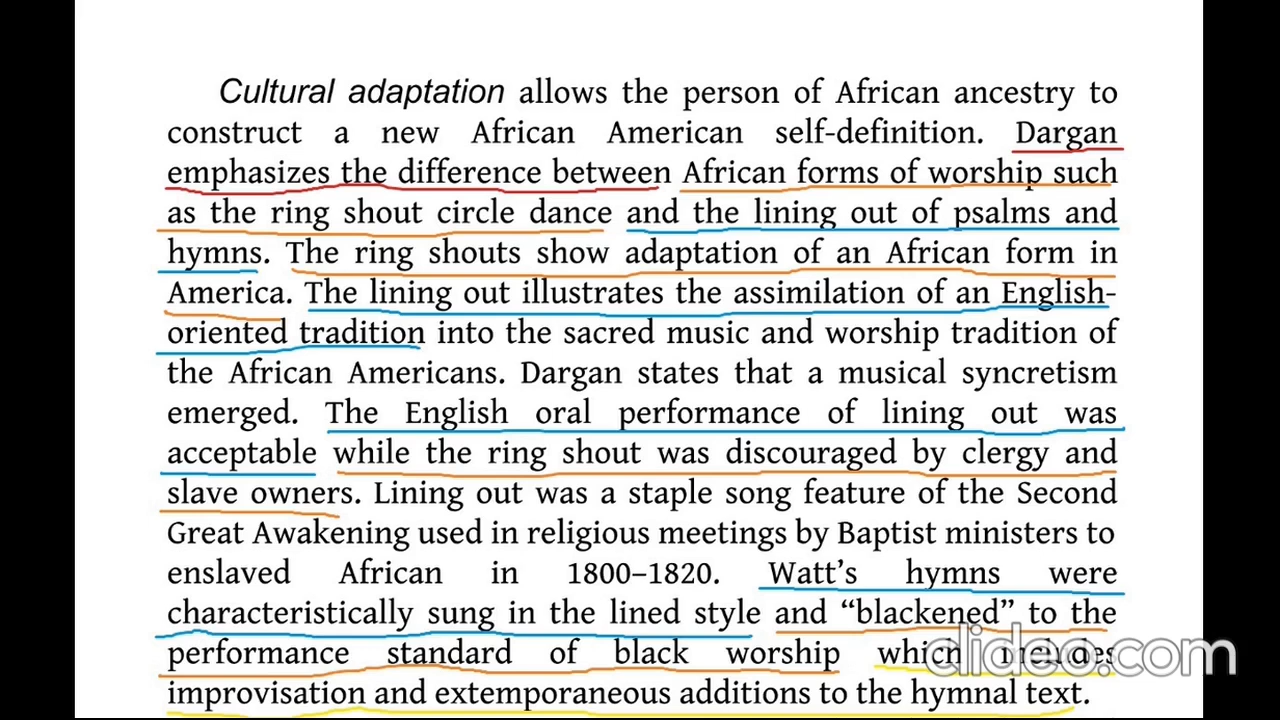 Cultural adaptation allows the person of African ancestry to
construct a new African American self-definition. Dargan
emphasizes the difference between African forms of worship such
as the ring shout circle dance and the lining out of psalms and
hymns. The ring shouts show adaptation of an African form in
America. The lining out illustrates the assimilation of an English-
oriented tradition into the sacred music and worship tradition of
the African Americans. Dargan states that a musical syncretism
emerged. The English oral performance of lining out was
acceptable while the ring shout was discouraged by clergy and
slave owners. Lining out was a staple song feature of the Second
Great Awakening used in religious meetings by Baptist ministers to
enslaved African in 1800–1820. Watt’s hymns were
characteristically sung in the lined style and “blackened” to the
performance standard of black worship which includes
improvisation and extemporaneous additions to the hymnal text.
clideo.com